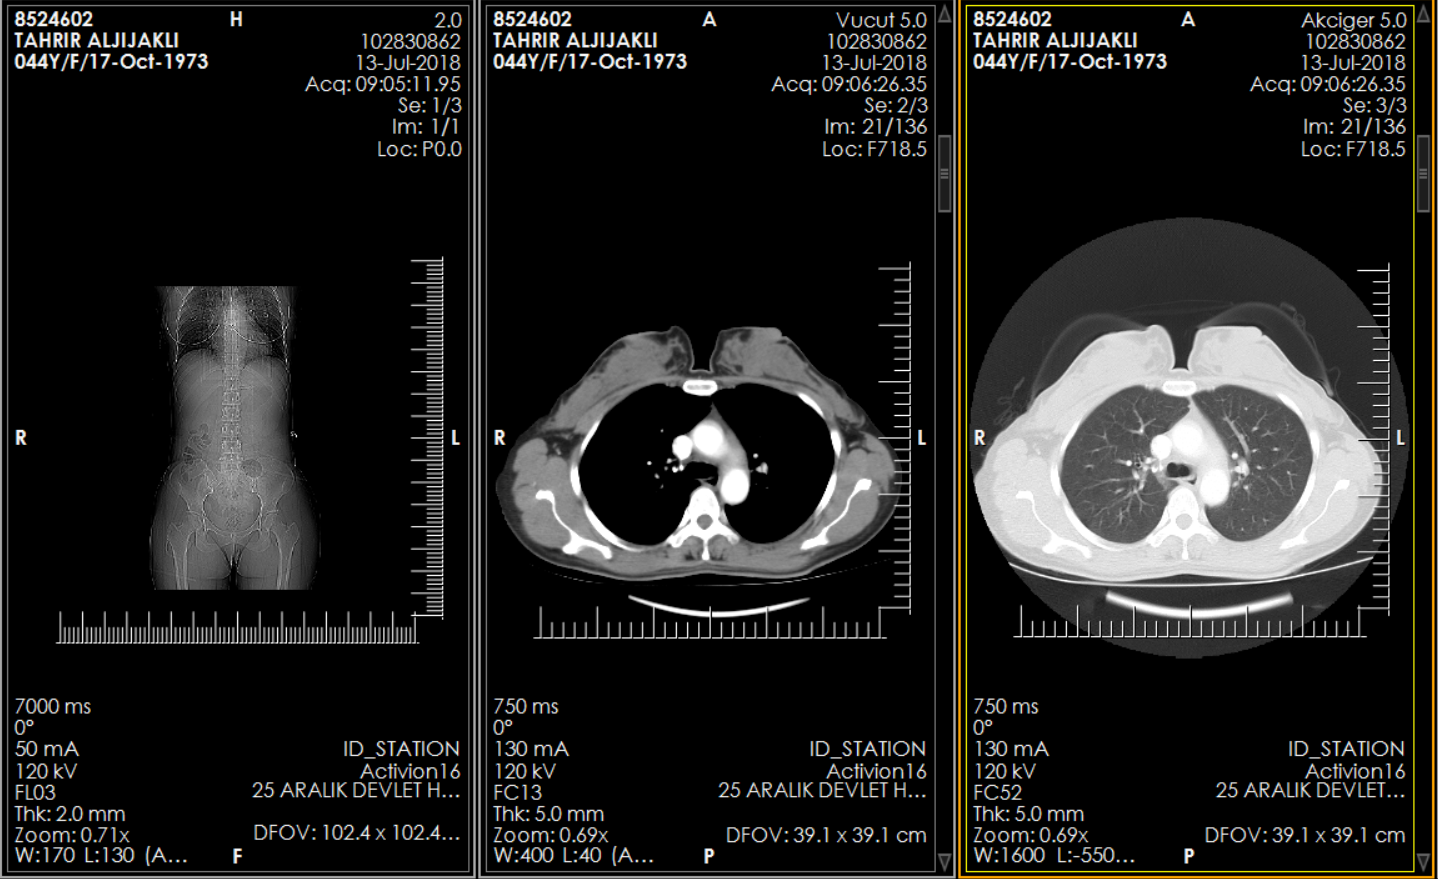 8524602
H
2.0
TAHRIR ALJIJAKLI
102830862
044Y/F/17-Oct-1973
13-Jul-2018
Acq: 09:05:11.95
Se: 1/3
Im: 1/1
Loc: P0.0
R
L
7000 ms
0°
50 mA
ID_STATION
120 kV
Activion16
FL03
25 ARALIK DEVLET H...
Thk: 2.0 mm
Zoom: 0.71x
DFOV: 102.4 x 102.4...
W:170 L:130 (A...
F
8524602
A
Vucut 5.0
TAHRIR ALJIJAKLI
102830862
044Y/F/17-Oct-1973
13-Jul-2018
Acq: 09:06:26.35
Se: 2/3
Im: 21/136
Loc: F718.5
R
L
750 ms
0°
130 mA
ID_STATION
120 kV
Activion16
FC13
25 ARALIK DEVLET H...
Thk: 5.0 mm
Zoom: 0.69x
DFOV: 39.1 x 39.1 cm
W:400 L:40 (A...
P
8524602
A
Akciger 5.0
TAHRIR ALJIJAKLI
102830862
044Y/F/17-Oct-1973
13-Jul-2018
Acq: 09:06:26.35
Se: 3/3
Im: 21/136
Loc: F718.5
R
L
750 ms
0°
130 mA
ID_STATION
120 kV
Activion16
FC52
25 ARALIK DEVLET...
Thk: 5.0 mm
Zoom: 0.69x
DFOV: 39.1 x 39.1 cm
W:1600 L:-550...
P